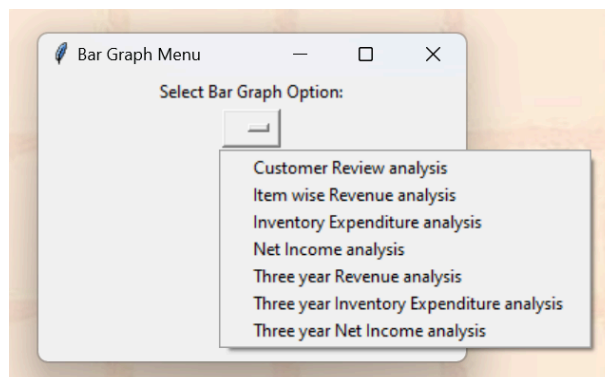 Bar Graph Menu
Select Bar Graph Option:
Customer Review analysis
Item wise Revenue analysis
Inventory Expenditure analysis
Net Income analysis
Three year Revenue analysis
Three year Inventory Expenditure analysis
Three year Net Income analysis